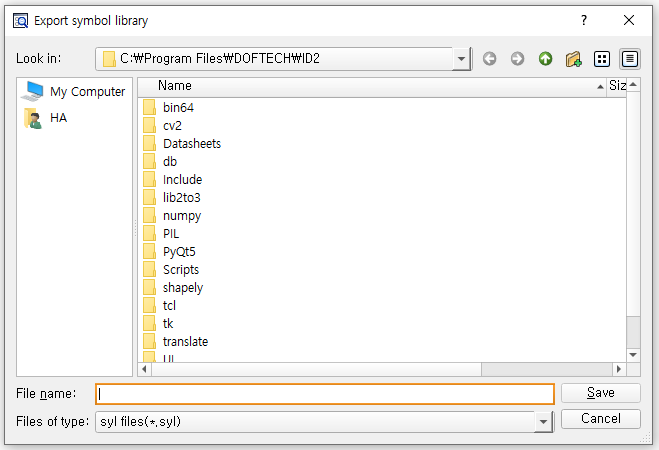 Export symbol library
Look in: C:₩Program Files₩DOFTECH₩ID2
My Computer
HA
Name Siz
bin64
cv2
Datasheets
db
Include
lib2to3
numpy
PIL
PyQt5
Scripts
shapely
tcl
tk
translate
UI
File name: Save
Files of type: syl files(*.syl) Cancel